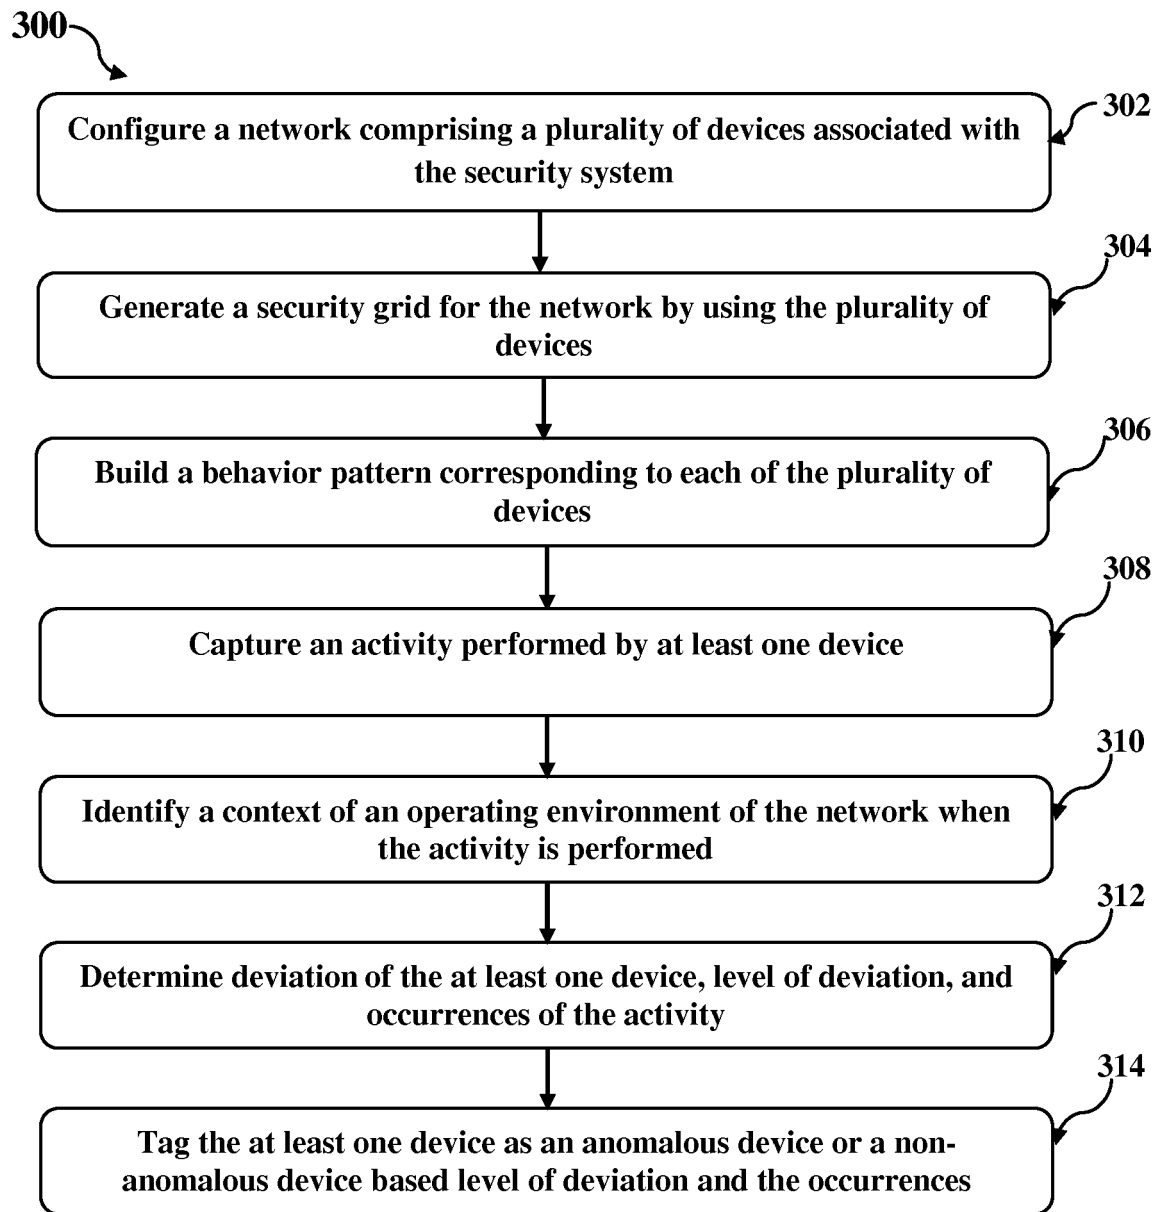 300
302
Configure a network comprising a plurality of devices associated with
the security system
304
Generate a security grid for the network by using the plurality of
devices
306
Build a behavior pattern corresponding to each of the plurality of
devices
308
Capture an activity performed by at least one device
310
Identify a context of an operating environment of the network when
the activity is performed
312
Determine deviation of the at least one device, level of deviation, and
occurrences of the activity
314
Tag the at least one device as an anomalous device or a non-
anomalous device based level of deviation and the occurrences